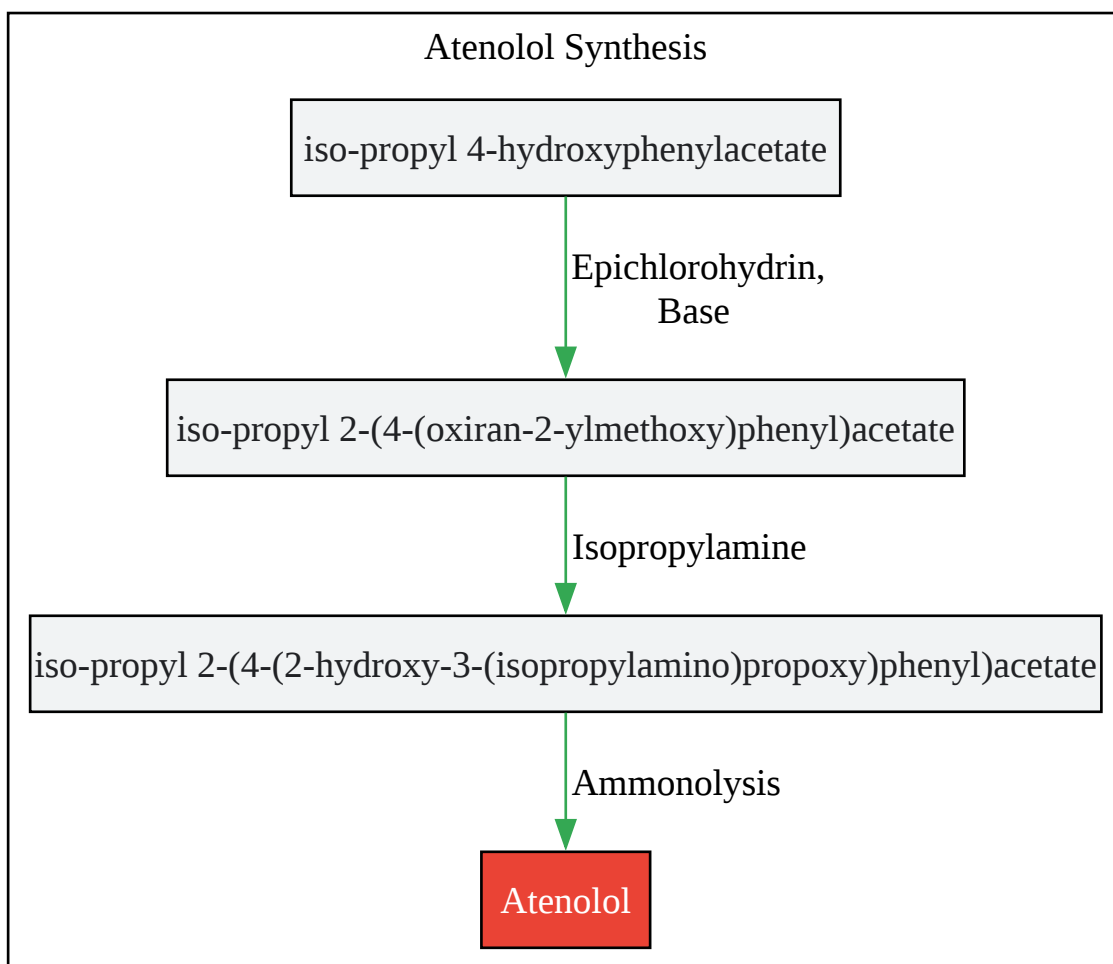 Atenolol Synthesis
iso-propyl 4-hydroxyphenylacetate
Epichlorohydrin,
Base
iso-propyl 2-(4-(oxiran-2-ylmethoxy)phenyl)acetate
Isopropylamine
iso-propyl 2-(4-(2-hydroxy-3-(isopropylamino)propoxy)phenyl)acetate
Ammonolysis
Atenolol